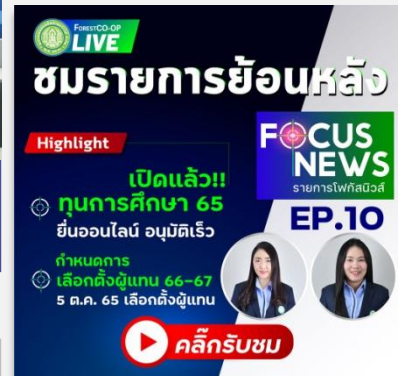 FORESTCO-OP
LIVE
ชมรายการย้อนหลัง
Highlight
เปิดแล้ว!!
ทุนการศึกษา 65
ยื่นออนไลน์ อนุมัติเร็ว
กำหนดการ
เลือกตั้งผู้แทน 66-67
5 ต.ค. 65 เลือกตั้งผู้แทน
FOCUS
NEWS
รายการโฟกัสนิวส์
EP.10
คลิ๊กรับชม